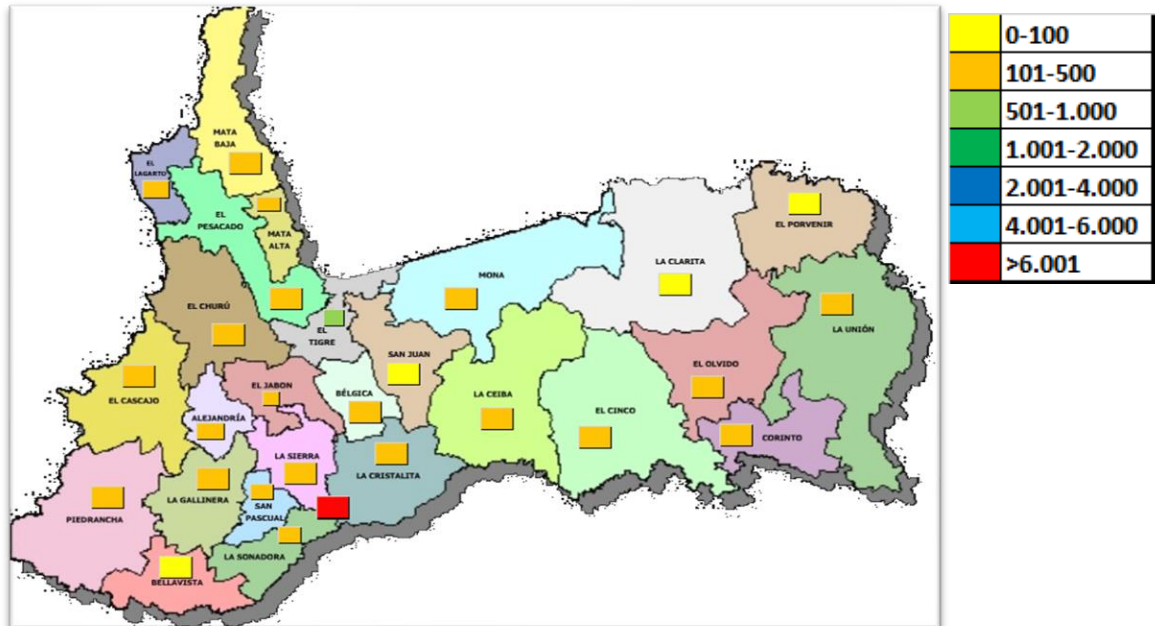 MATA
BAJA
EL
LAGARTO
EL
PESACADO
MATA
ALTA
EL PORVENIR
LA CLARITA
MONA
EL CHURÚ
EL
TIGRE
LA UNIÓN
SAN JUAN
EL OLVIDO
EL JABON
BÉLGICA
LA CEIBA
EL CASCAJO
EL CINCO
ALEJANDRÍA
CORINTO
LA SIERRA
LA CRISTALITA
LA GALLINERA
SAN
PASCUAL
PIEDRANCHA
LA SONADORA
BELLAVISTA
0-100
101-500
501-1.000
1.001-2.000
2.001-4.000
4.001-6.000
>6.001